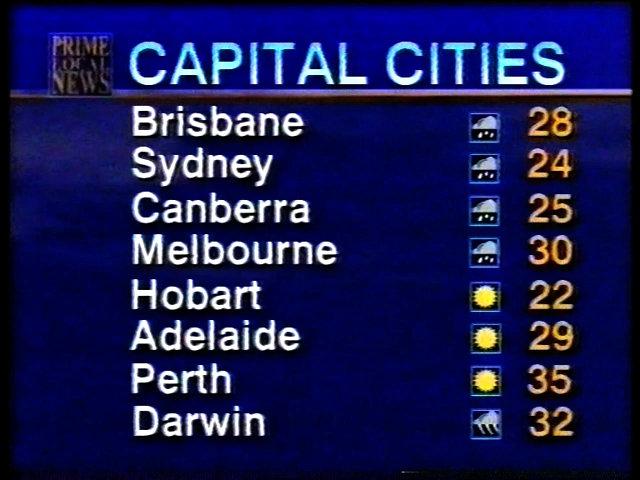 PRIME
LOCAL
NEWS
CAPITAL CITIES
Brisbane 28
Sydney 24
Canberra 25
Melbourne 30
Hobart 22
Adelaide 29
Perth 35
Darwin 32